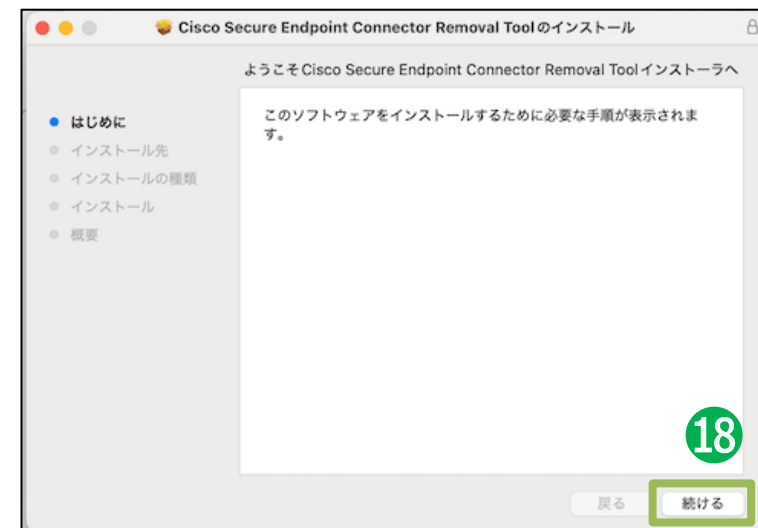 Cisco Secure Endpoint Connector Removal Toolのインストール
ようこそCisco Secure Endpoint Connector Removal Toolインストーラへ
はじめに
インストール先
インストールの種類
インストール
概要
このソフトウェアをインストールするために必要な手順が表示されま
す。
18
戻る
続ける